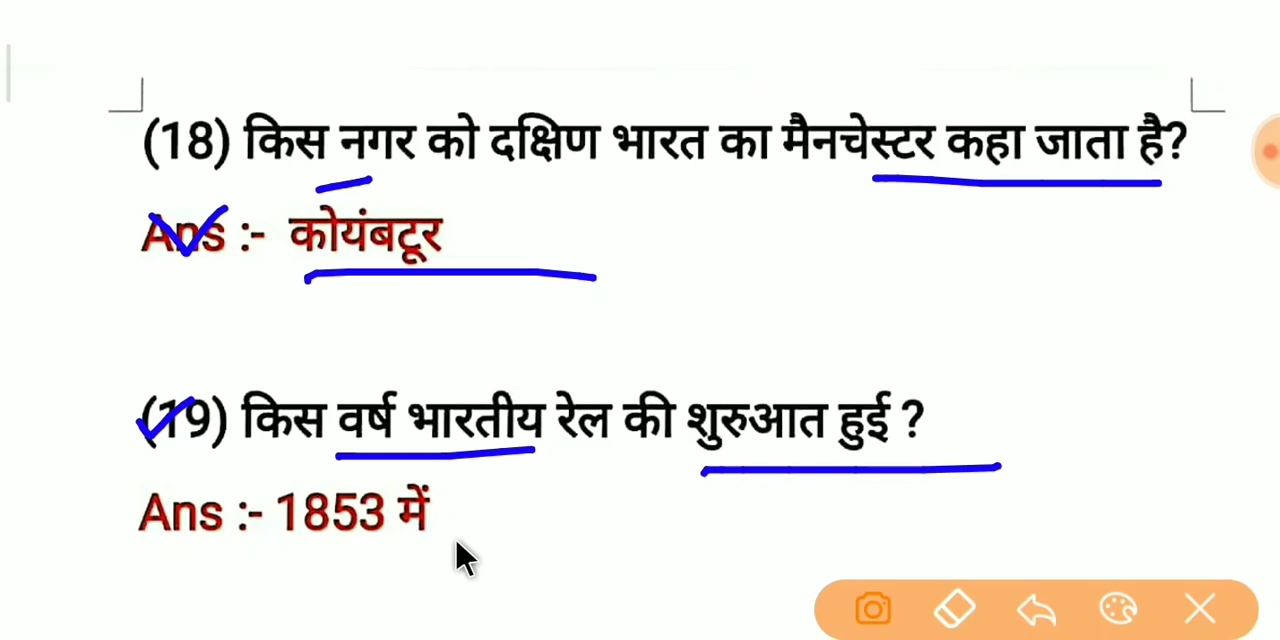 (18) किस नगर को दक्षिण भारत का मैनचेस्टर कहा जाता है?
Ans :- कोयंबटूर
(19) किस वर्ष भारतीय रेल की शुरुआत हुई ?
Ans :- 1853 में